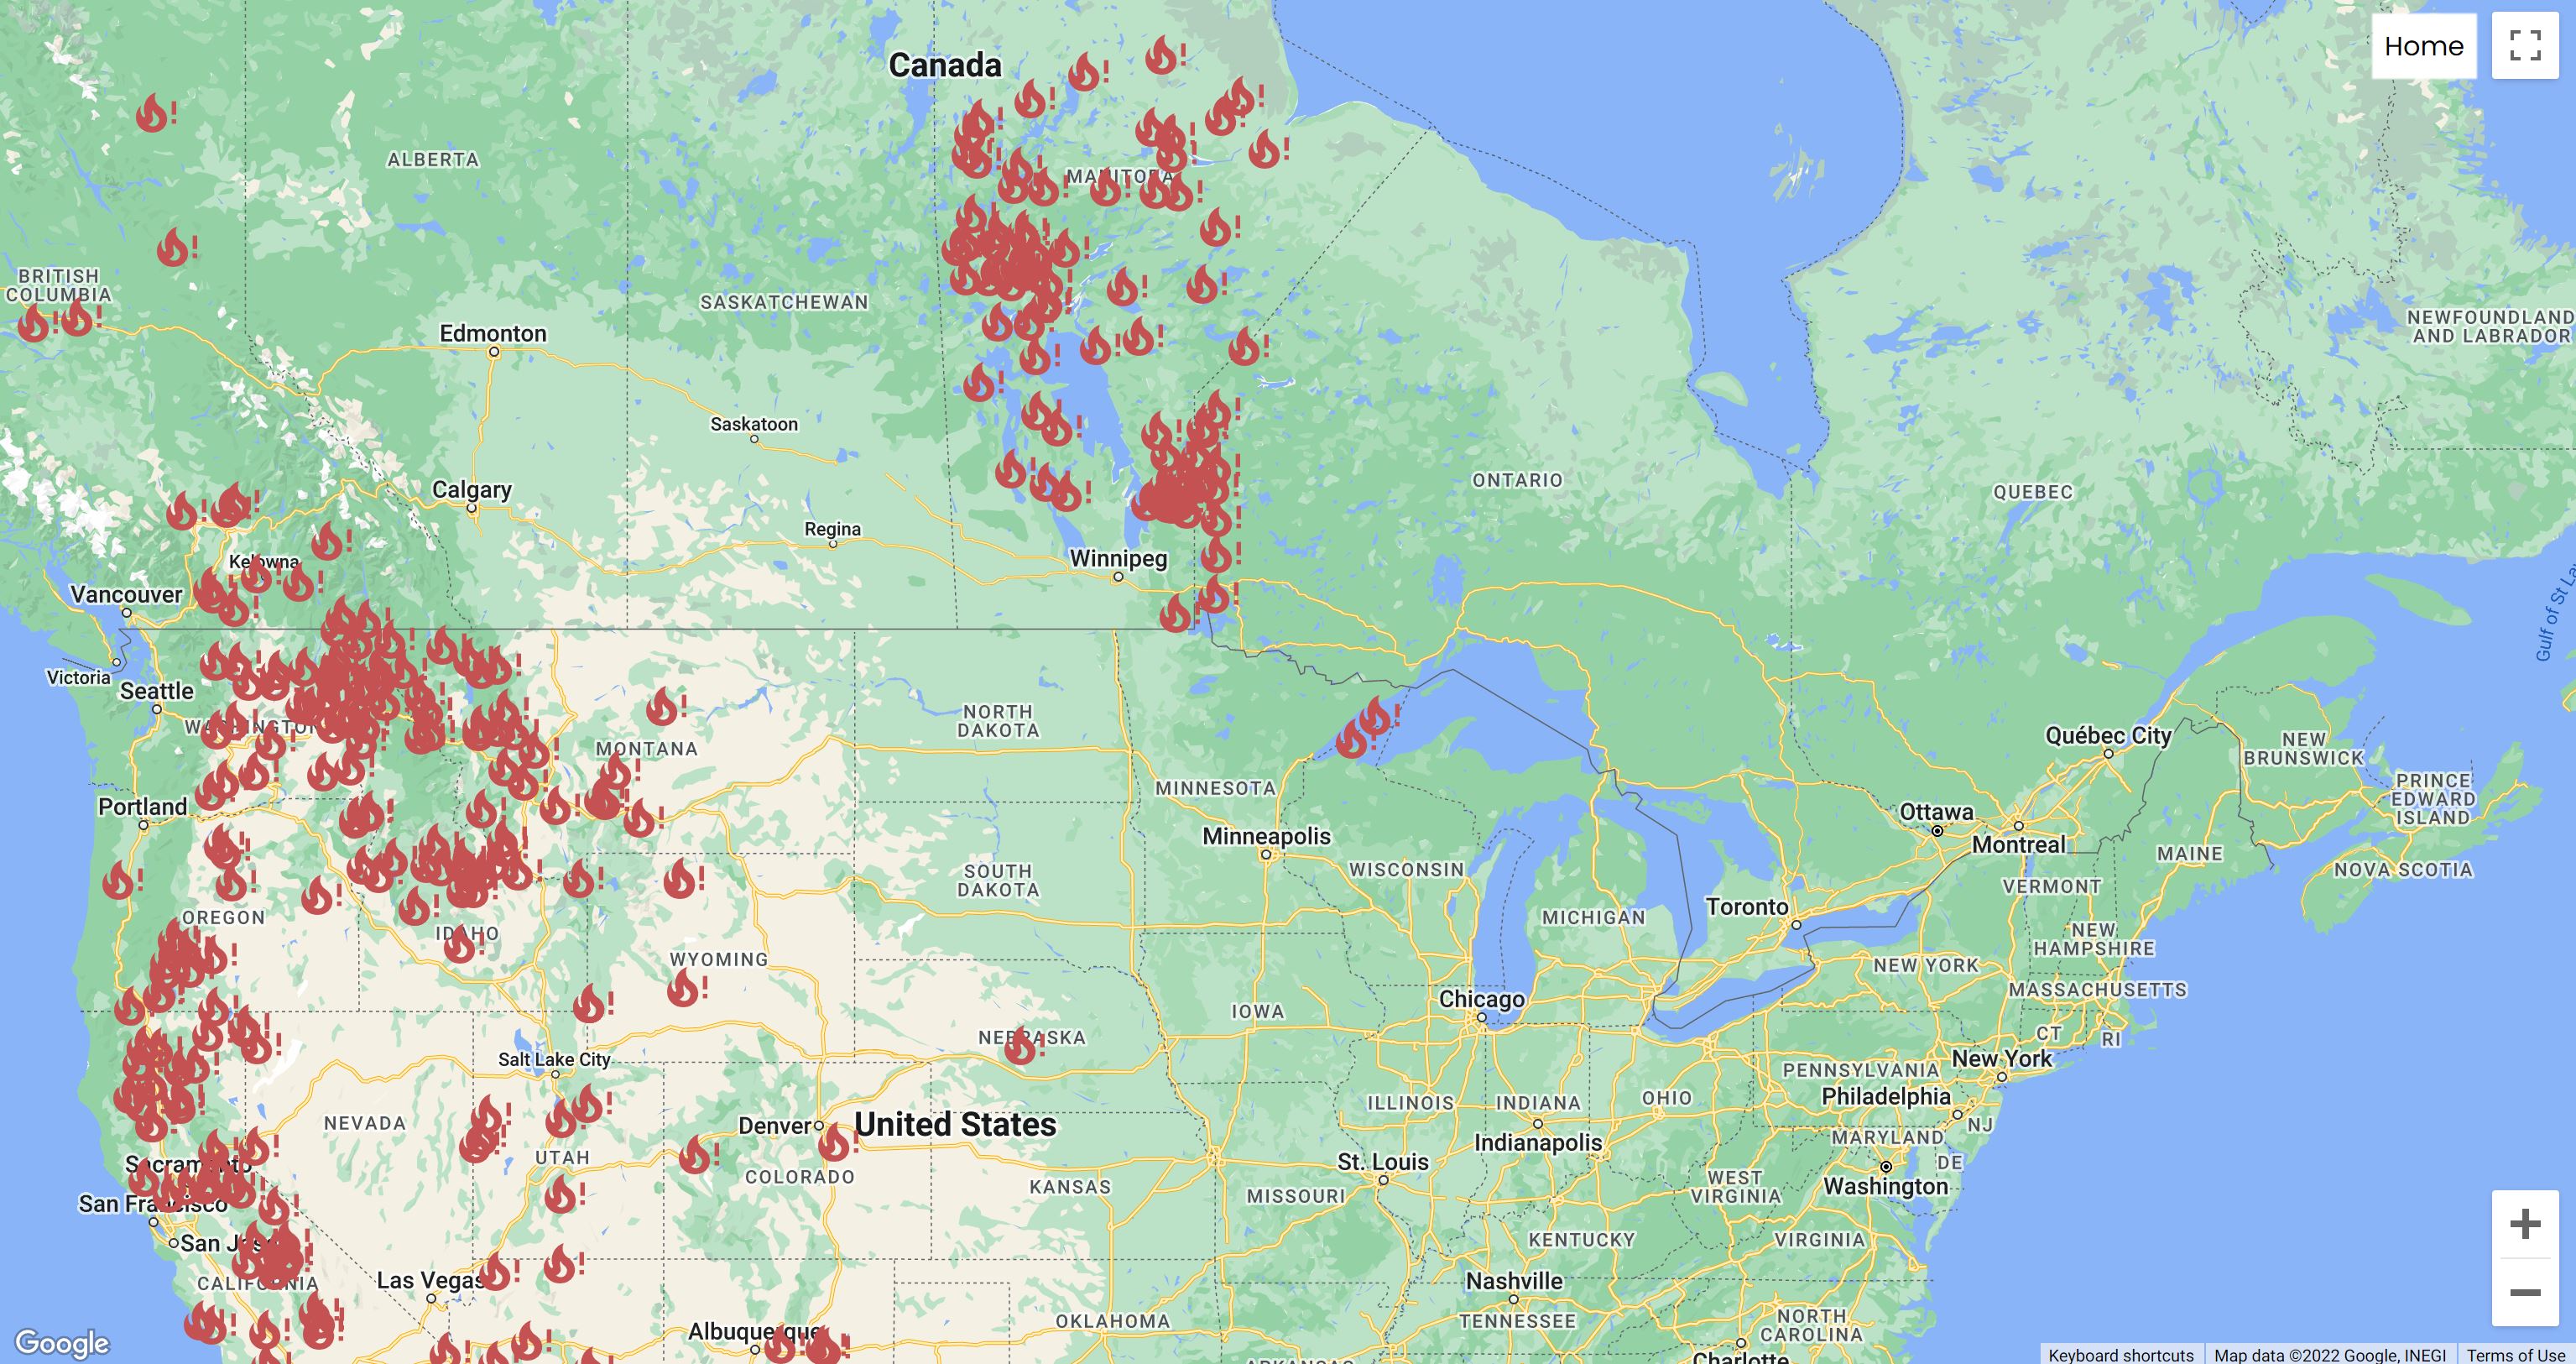 Home
Canada
ALBERTA
MANITOBA
BRITISH
COLUMBIA
SASKATCHEWAN
NEWFOUNDLAND
AND LABRADOR
Edmonton
Saskatoon
ONTARIO
QUEBEC
Calgary
Regina
Winnipeg
Kelowna
Vancouver
Gulf of St La
Victoria
Seattle
WASHINGTON
MONTANA
NORTH
DAKOTA
Québec City
NEW
BRUNSWICK
PRINCE
EDWARD
ISLAND
MINNESOTA
Portland
Ottawa
Minneapolis
Montreal
MAINE
WISCONSIN
NOVA SCOTIA
SOUTH
DAKOTA
VERMONT
OREGON
MICHIGAN
Toronto
IDAHO
NEW
HAMPSHIRE
WYOMING
NEW YORK
MASSACHUSETTS
Chicago
IOWA
NEBRASKA
CT
RI
Salt Lake City
New York
PENNSYLVANIA
Philadelphia
ILLINOIS
INDIANA
OHIO
NEVADA
Denver
United States
NJ
MARYLAND
Indianapolis
UTAH
Sacramento
St. Louis
DE
COLORADO
KANSAS
MISSOURI
WEST
VIRGINIA
Washington
San Francisco
San Jose
KENTUCKY
VIRGINIA
CALIFORNIA
Las Vegas
Nashville
OKLAHOMA
TENNESSEE
NORTH
CAROLINA
Albuquerque
Charlotte
ARKANSAS
Google
Keyboard shortcuts
Map data ©2022 Google, INEGI
Terms of Use